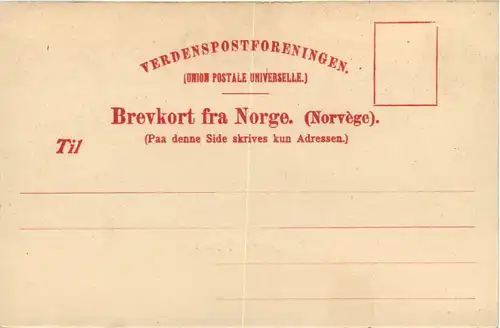 VERDENSPOSTFORENINGEN.
(UNION POSTALE UNIVERSELLE.)
Brevkort fra Norge. (Norvège).
(Paa denne Side skrives kun Adressen.)
Til